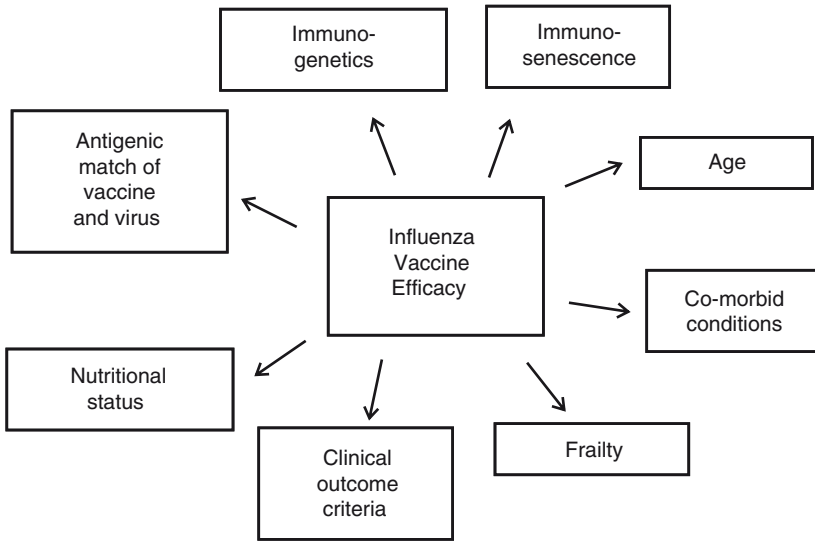 Immuno-
genetics
Immuno-
senescence
Antigenic
match of
vaccine
and virus
Age
Influenza
Vaccine
Efficacy
Co-morbid
conditions
Nutritional
status
Clinical
outcome
criteria
Frailty